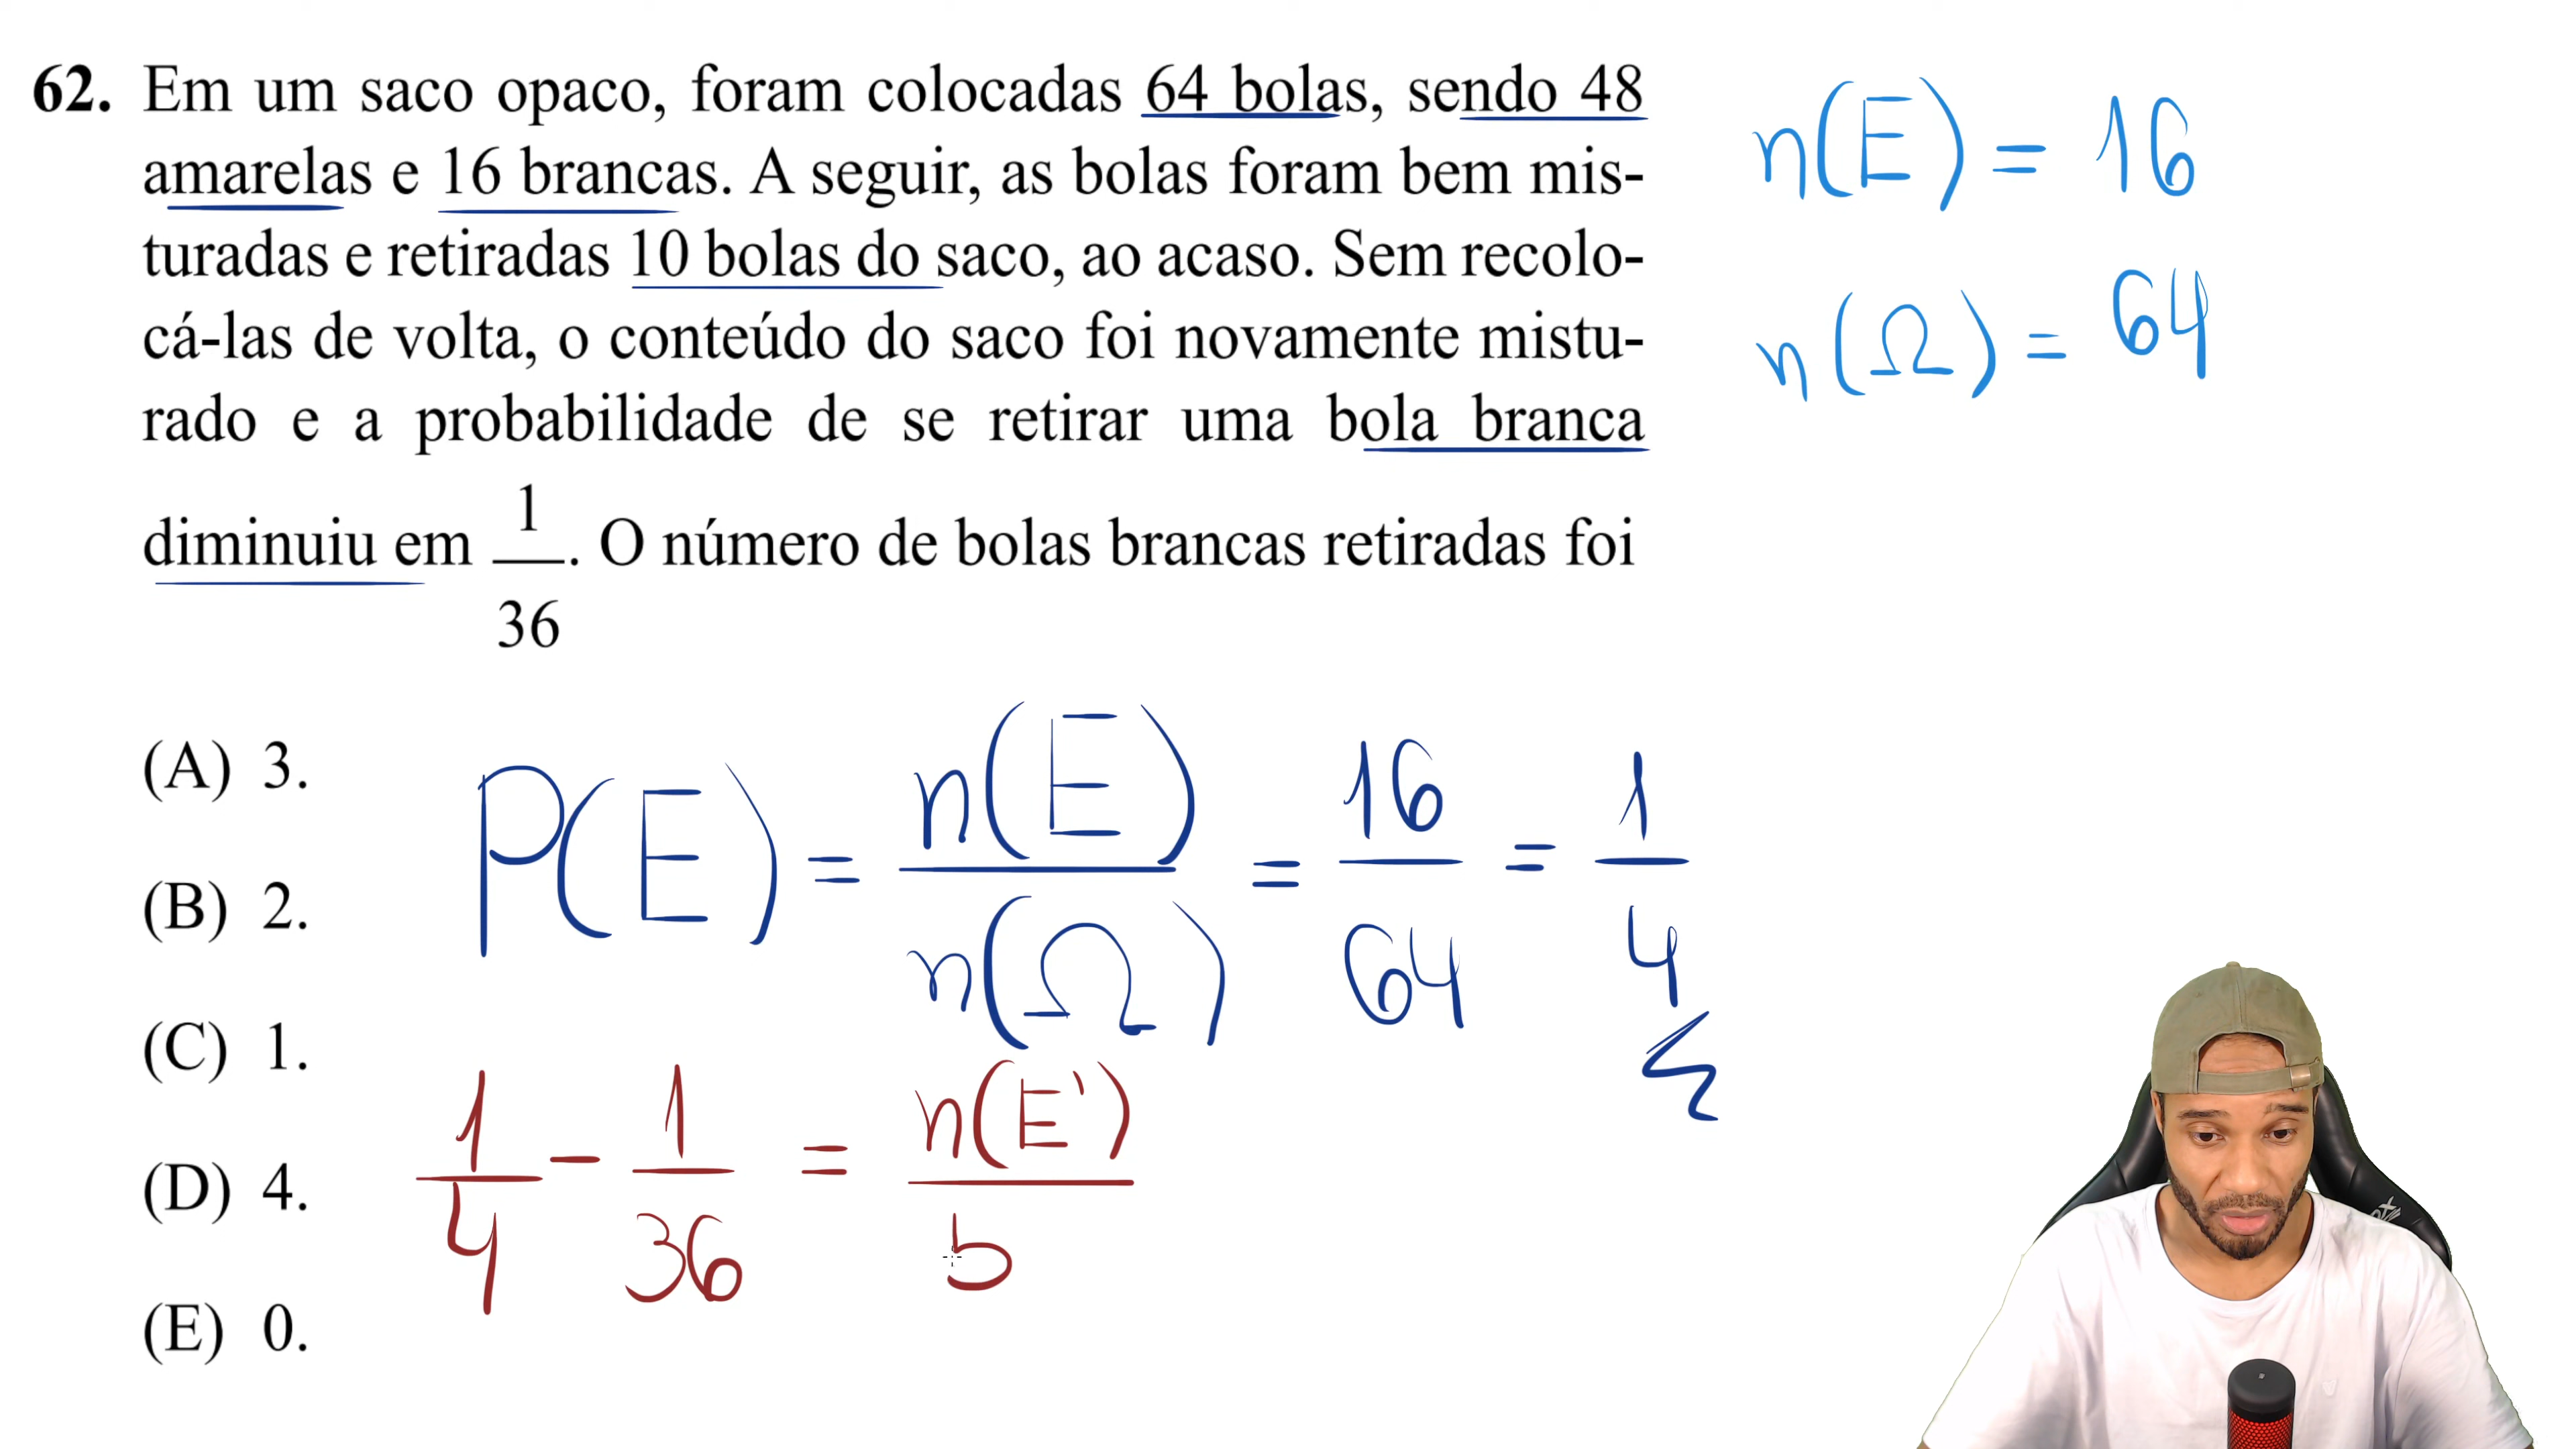 62. Em um saco opaco, foram colocadas 64 bolas, sendo 48
amarelas e 16 brancas. A seguir, as bolas foram bem mis-
turadas e retiradas 10 bolas do saco, ao acaso. Sem recolo-
cá-las de volta, o conteúdo do saco foi novamente mistu-
rado e a probabilidade de se retirar uma bola branca
diminuiu em 1/36. O número de bolas brancas retiradas foi
(A) 3.
(B) 2.
(C) 1.
(D) 4.
(E) 0.
n(E) = 16
n(Ω) = 64
P(E) = n(E)/n(Ω) = 16/64 = 1/4
1/4 - 1/36 = n(E')/5